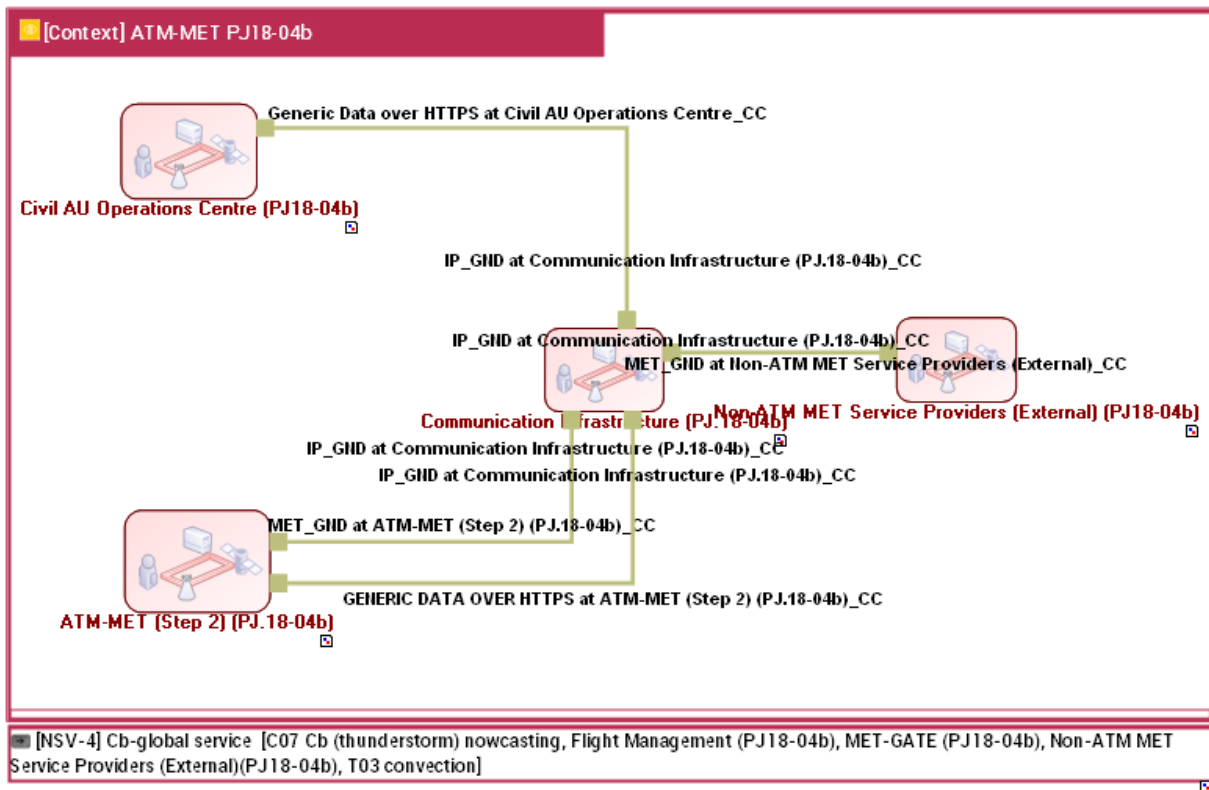 [Context] ATM-MET PJ18-04b
Generic Data over HTTPS at Civil AU Operations Centre_CC
Civil AU Operations Centre (PJ18-04b)
IP_GND at Communication Infrastructure (PJ.18-04b)_CC
IP_GND at Communication Infrastructure (PJ.18-04b)_CC
MET_GND at Non-ATM MET Service Providers (External)_CC
Non-ATM MET Service Providers (External) (PJ18-04b)
Communication Infrastructure (PJ.18-04b)
IP_GND at Communication Infrastructure (PJ.18-04b)_CC
IP_GND at Communication Infrastructure (PJ.18-04b)_CC
MET_GND at ATM-MET (Step 2) (PJ.18-04b)_CC
GENERIC DATA OVER HTTPS at ATM-MET (Step 2) (PJ.18-04b)_CC
ATM-MET (Step 2) (PJ.18-04b)
[NSV-4] Cb-global service [C07 Cb (thunderstorm) nowcasting, Flight Management (PJ18-04b), MET-GATE (PJ18-04b), Non-ATM MET
Service Providers (External)(PJ18-04b), T03 convection]